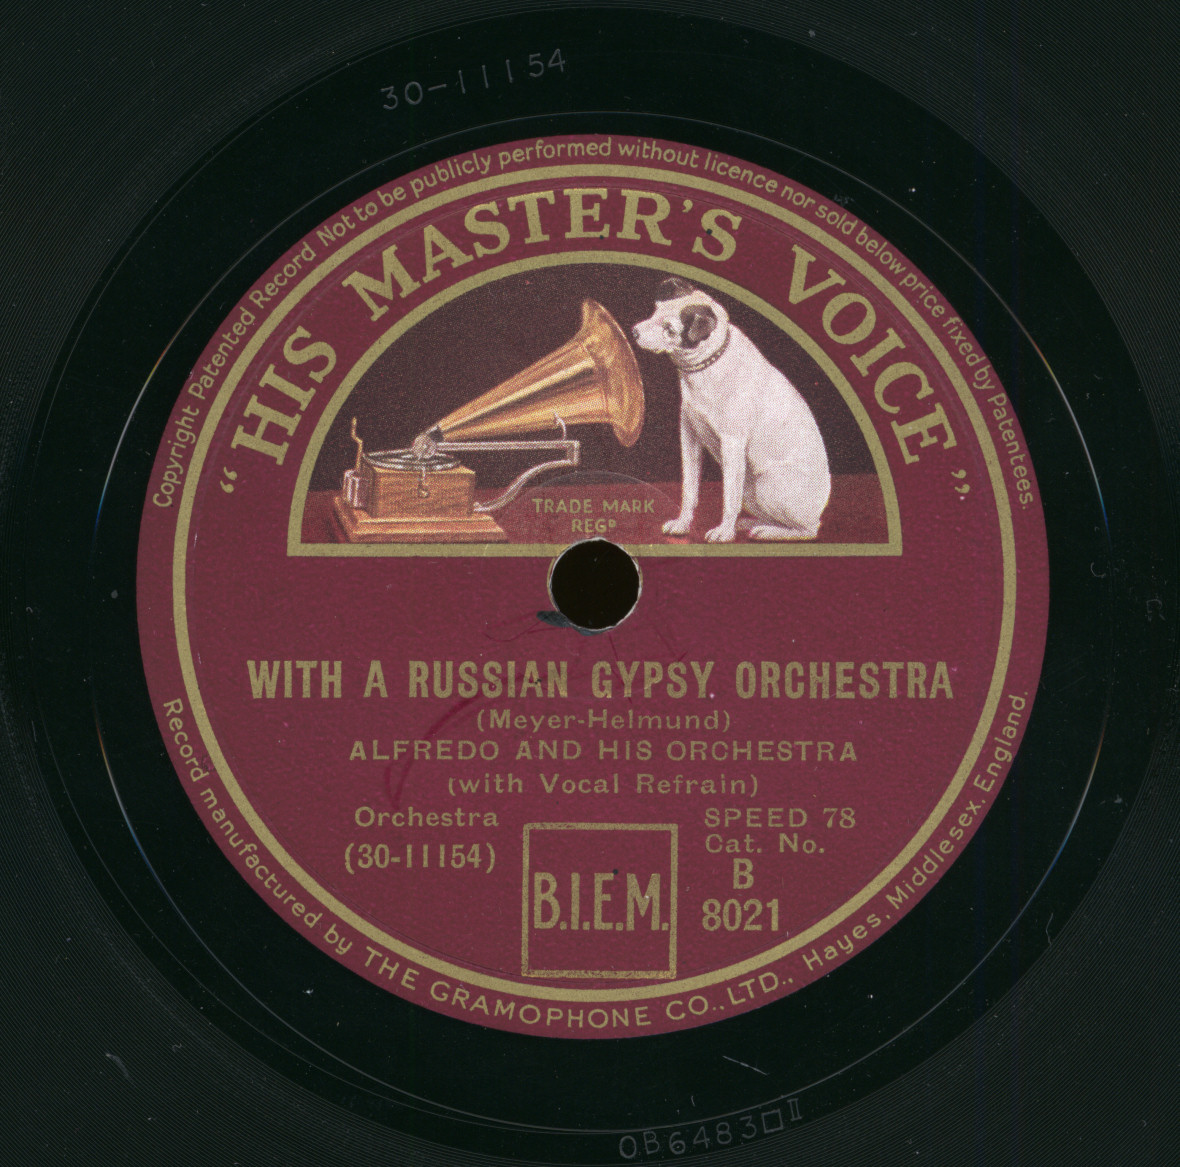 30-11154
Copyright Patented Record Not to be publicly performed without licence nor sold below price fixed by Patentees.
“HIS MASTER'S VOICE”
TRADE MARK
REGD
WITH A RUSSIAN GYPSY ORCHESTRA
(Meyer-Helmund)
ALFREDO AND HIS ORCHESTRA
(with Vocal Refrain)
Orchestra
(30-11154)
B.I.E.M.
SPEED 78
Cat. No.
B
8021
Record manufactured by THE GRAMOPHONE CO., LTD., Hayes, Middlesex, England.
OB6483□II